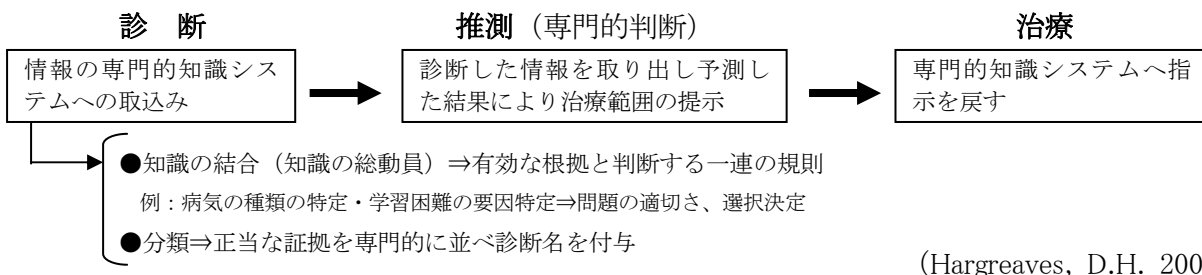 診　断
推測（専門的判断）
治療
情報の専門的知識シス
テムへの取込み
診断した情報を取り出し予測し
た結果により治療範囲の提示
専門的知識システムへ指
示を戻す
●知識の結合（知識の総動員）⇒有効な根拠と判断する一連の規則
例：病気の種類の特定・学習困難の要因特定⇒問題の適切さ、選択決定
●分類⇒正当な証拠を専門的に並べ診断名を付与
(Hargreaves, D.H. 200